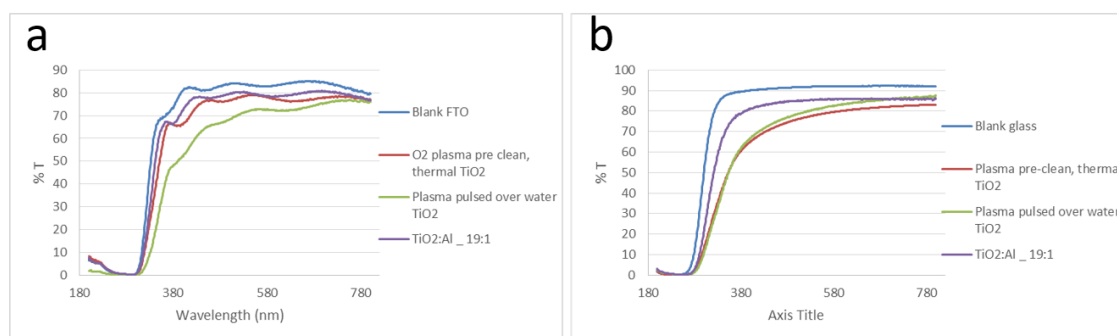 a
90
80
70
60
50
40
30
20
10
0
% T
180
380
580
780
Wavelength (nm)
Blank FTO
O2 plasma pre clean,
thermal TiO2
Plasma pulsed over water
TiO2
TiO2:Al _ 19:1
b
100
90
80
70
60
50
40
30
20
10
0
% T
180
380
580
780
Axis Title
Blank glass
Plasma pre-clean, thermal
TiO2
Plasma pulsed over water
TiO2
TiO2:Al _ 19:1